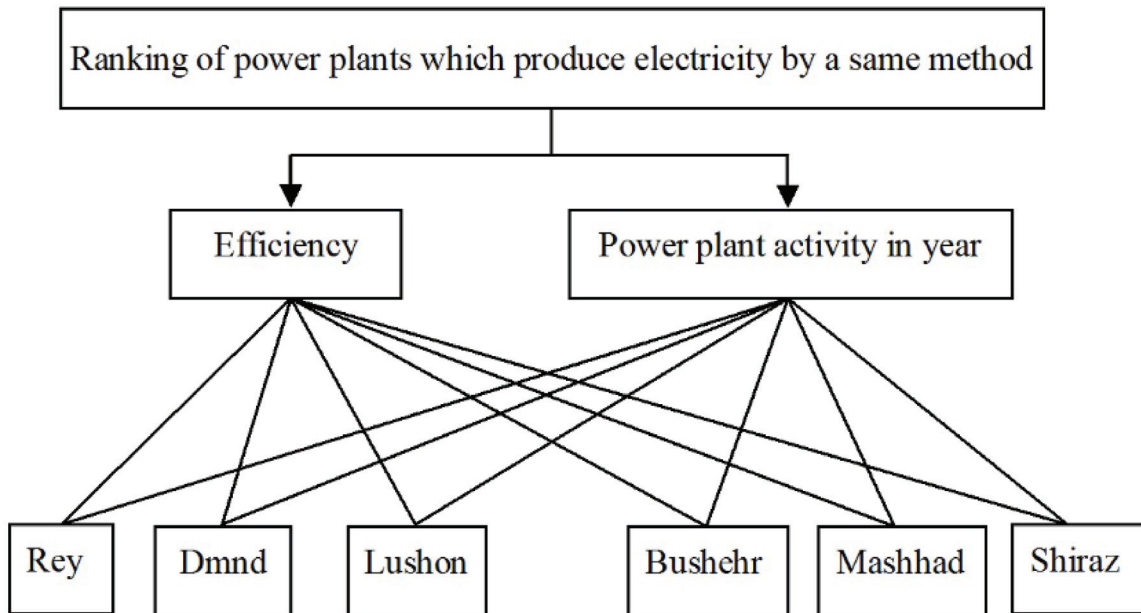 Ranking of power plants which produce electricity by a same method
Efficiency
Power plant activity in year
Rey
Dmnd
Lushon
Bushehr
Mashhad
Shiraz